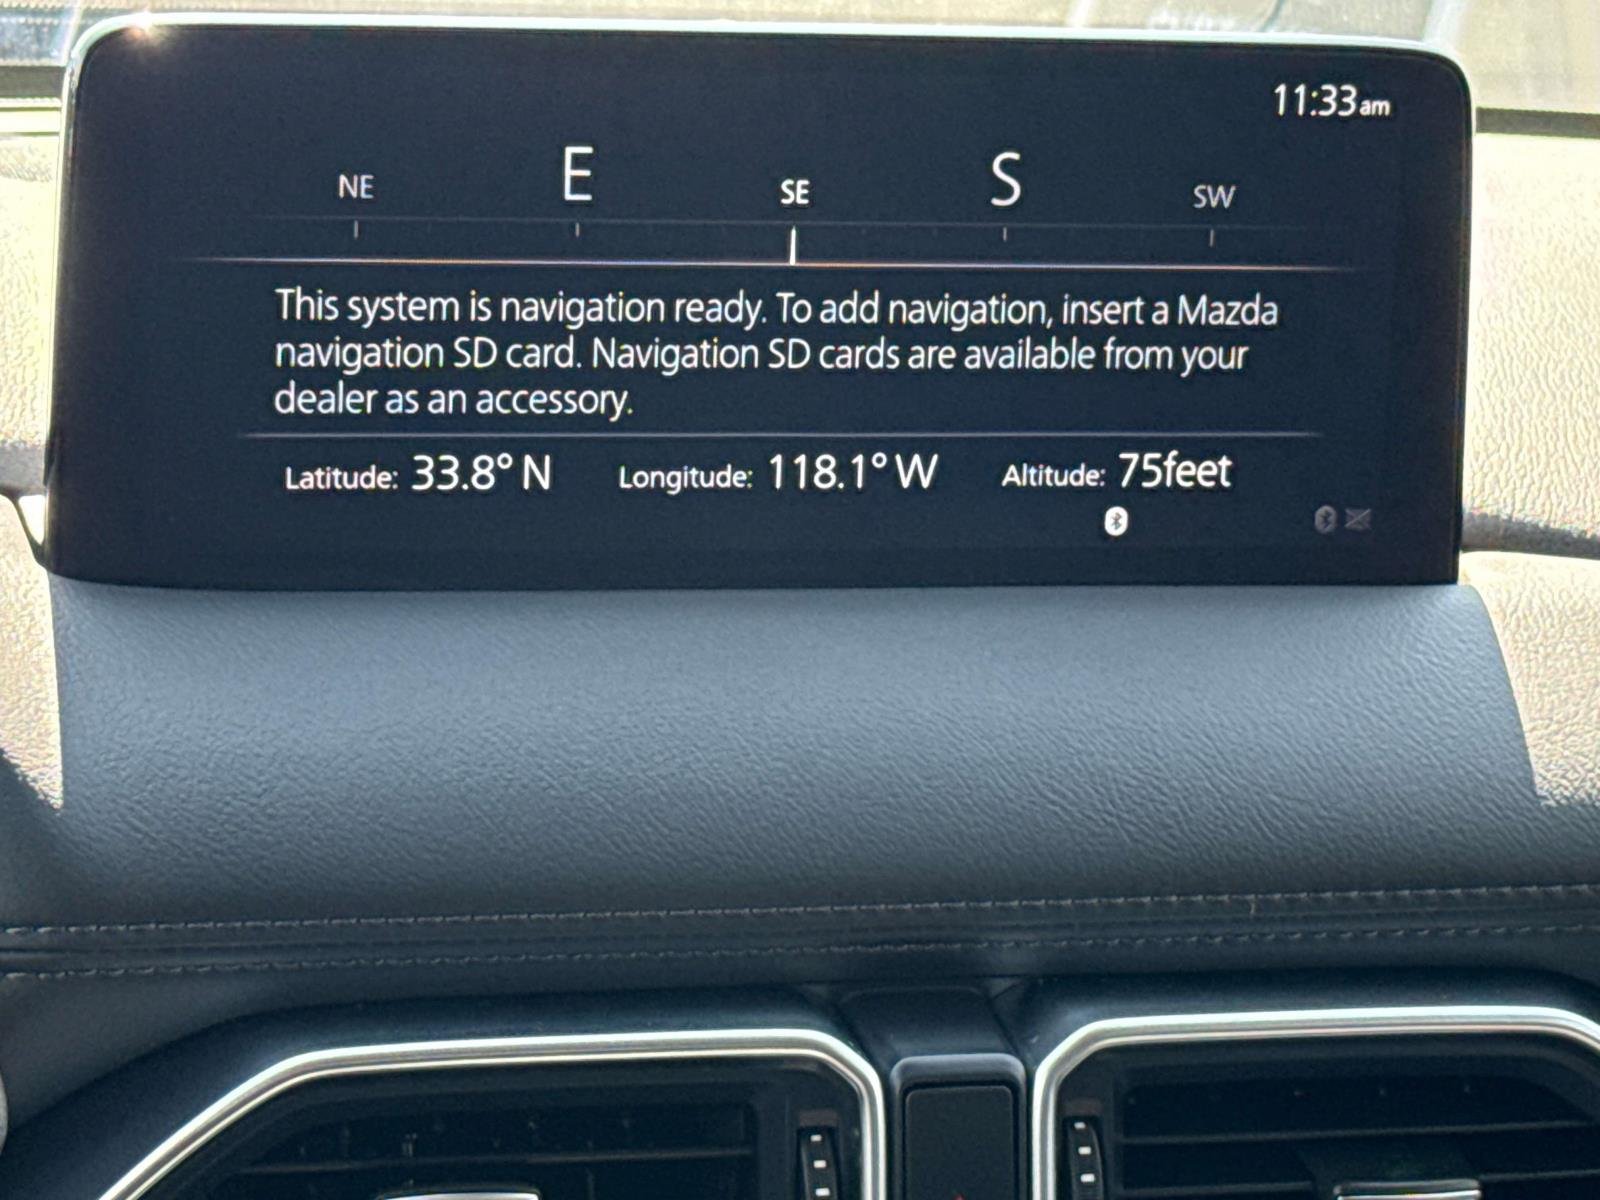 11:33am
NE E SE S SW
This system is navigation ready. To add navigation, insert a Mazda
navigation SD card. Navigation SD cards are available from your
dealer as an accessory.
Latitude: 33.8° N Longitude: 118.1° W Altitude: 75feet